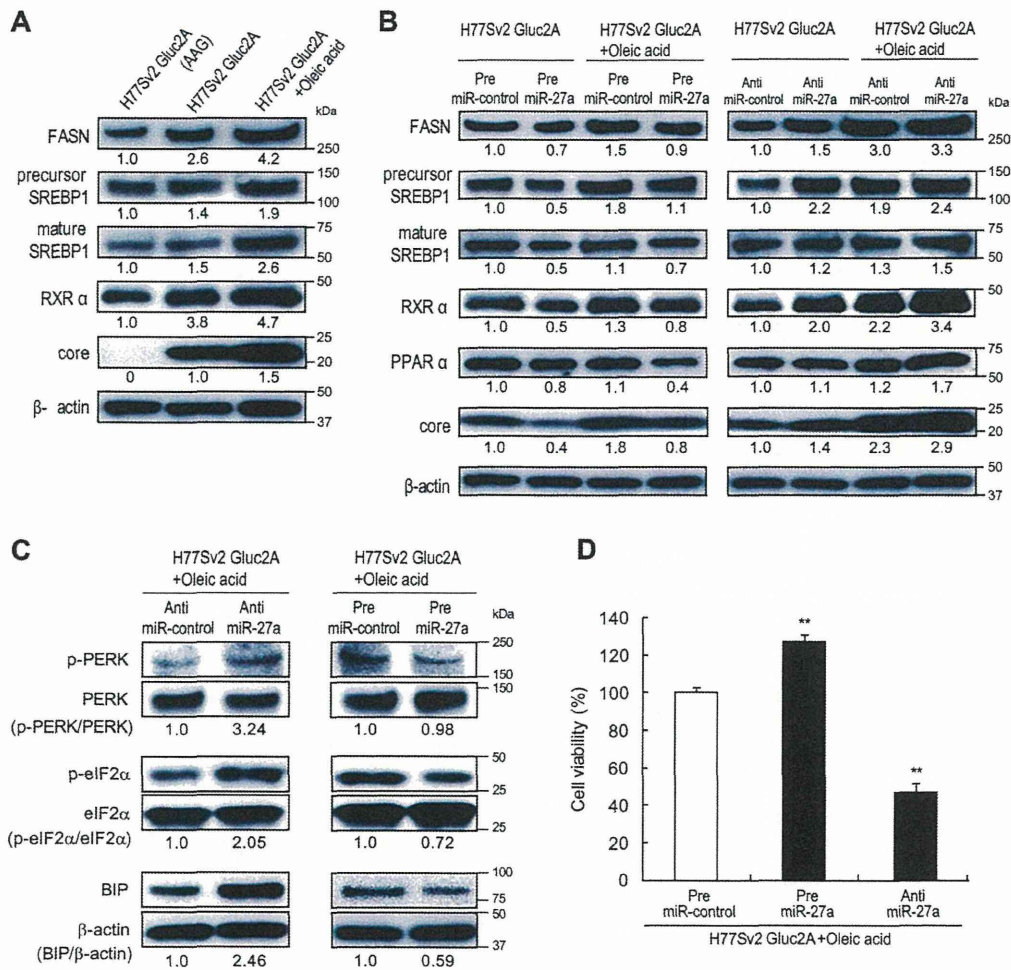 A
H77Sv2 Gluc2A (AAG)
H77Sv2 Gluc2A
H77Sv2 Gluc2A +Oleic acid
kDa
FASN
250
1.0 2.6 4.2
precursor SREBP1
150
100
1.0 1.4 1.9
mature SREBP1
75
50
1.0 1.5 2.6
RXR α
50
1.0 3.8 4.7
core
25
20
0 1.0 1.5
β- actin
50
37
B
H77Sv2 Gluc2A H77Sv2 Gluc2A +Oleic acid H77Sv2 Gluc2A H77Sv2 Gluc2A +Oleic acid
Pre miR-control Pre miR-27a Pre miR-control Pre miR-27a Anti miR-control Anti miR-27a Anti miR-control Anti miR-27a
kDa
FASN
250
1.0 0.7 1.5 0.9 1.0 1.5 3.0 3.3
precursor SREBP1
150
100
1.0 0.5 1.8 1.1 1.0 2.2 1.9 2.4
mature SREBP1
75
50
1.0 0.5 1.1 0.7 1.0 1.2 1.3 1.5
RXR α
50
1.0 0.5 1.3 0.8 1.0 2.0 2.2 3.4
PPAR α
75
50
1.0 0.8 1.1 0.4 1.0 1.1 1.2 1.7
core
25
20
1.0 0.4 1.8 0.8 1.0 1.4 2.3 2.9
β-actin
50
37
C
H77Sv2 Gluc2A +Oleic acid H77Sv2 Gluc2A +Oleic acid
Anti miR-control Anti miR-27a Pre miR-control Pre miR-27a
kDa
p-PERK
250
150
PERK
150
(p-PERK/PERK) 1.0 3.24 1.0 0.98
p-eIF2α
50
25
eIF2α
25
(p-eIF2α/eIF2α) 1.0 2.05 1.0 0.72
BIP
100
75
β-actin
50
37
(BIP/β-actin) 1.0 2.46 1.0 0.59
D
Cell viability (%)
140
120
100
80
60
40
20
0
**
**
Pre miR-control Pre miR-27a Anti miR-27a
H77Sv2 Gluc2A+Oleic acid